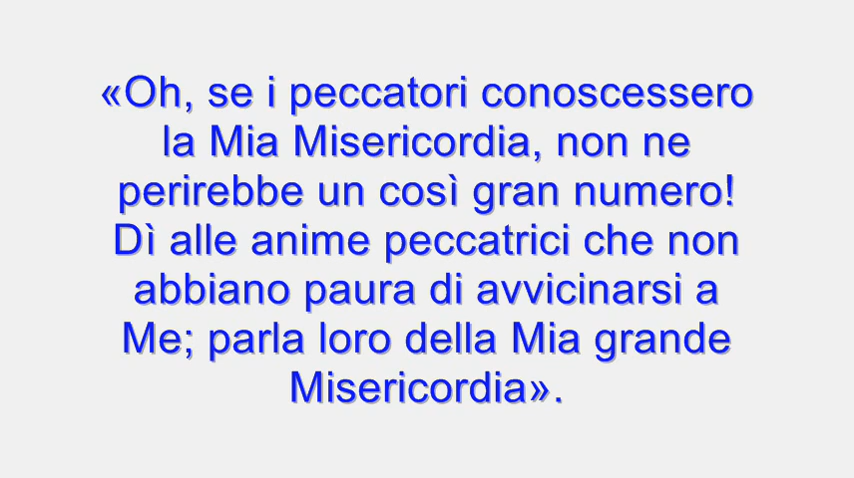 «Oh, se i peccatori conoscessero
la Mia Misericordia, non ne
perirebbe un così gran numero!
Dì alle anime peccatrici che non
abbiano paura di avvicinarsi a
Me; parla loro della Mia grande
Misericordia».